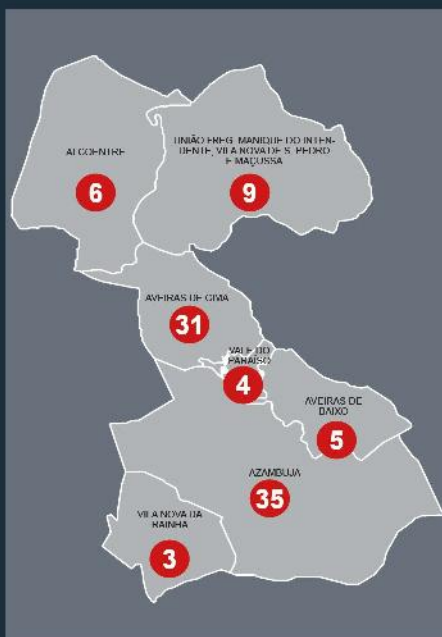 ALCOENTRE
6
UNIÃO FREG. MANIQUE DO INTEN-
DENTE, VILA NOVA DE S. PEDRO
E MAÇUSSA
9
AVEIRAS DE CIMA
31
VALE DO
PARAÍSO
4
AVEIRAS DE
BAIXO
5
AZAMBUJA
35
VILA NOVA DA
RAINHA
3